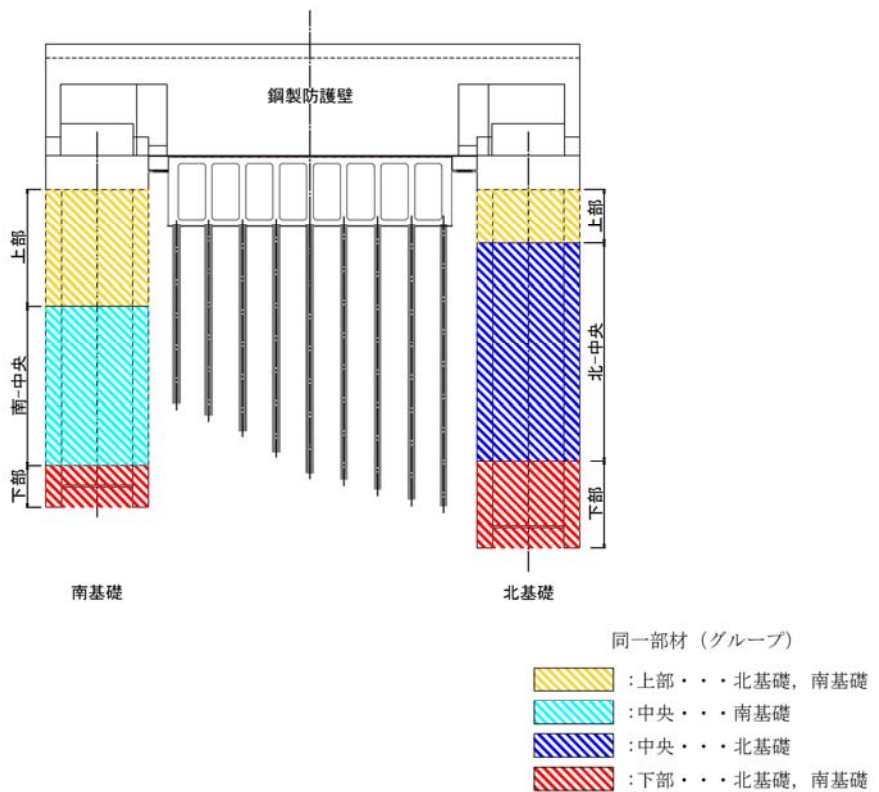 鋼製防護壁
上部
南-中央
下部
上部
北-中央
下部
南基礎
北基礎
同一部材（グループ）
:上部・・・北基礎，南基礎
:中央・・・南基礎
:中央・・・北基礎
:下部・・・北基礎，南基礎